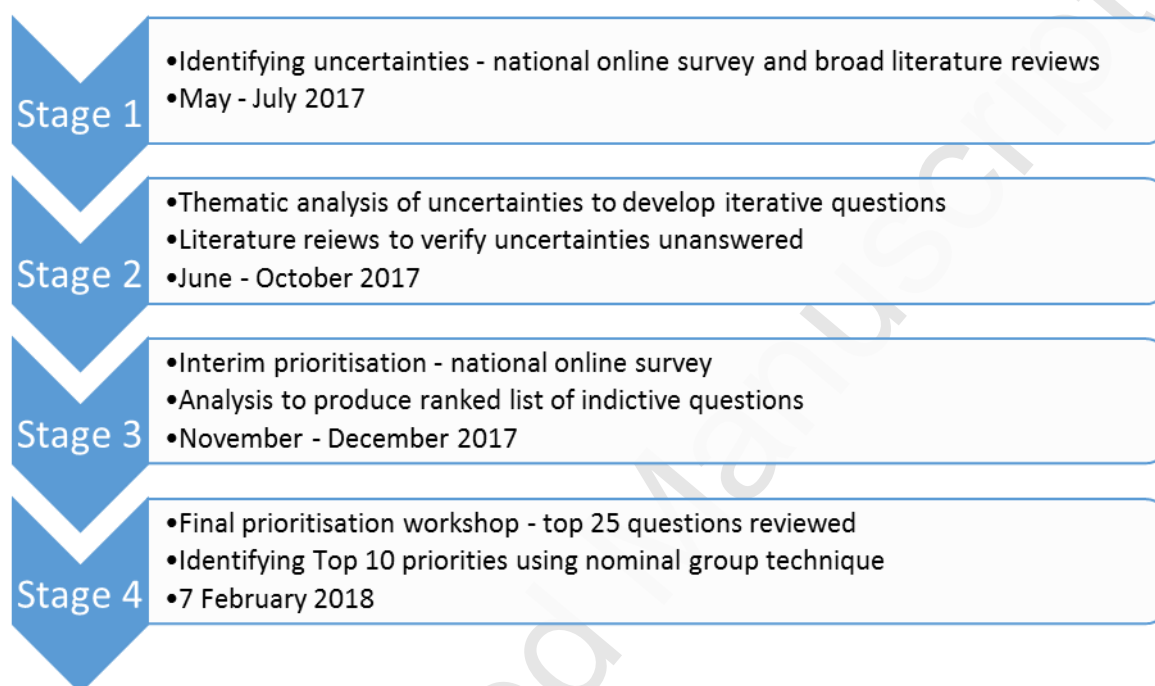 Stage 1
•Identifying uncertainties - national online survey and broad literature reviews
•May - July 2017
Stage 2
•Thematic analysis of uncertainties to develop iterative questions
•Literature reiews to verify uncertainties unanswered
•June - October 2017
Stage 3
•Interim prioritisation - national online survey
•Analysis to produce ranked list of indictive questions
•November - December 2017
Stage 4
•Final prioritisation workshop - top 25 questions reviewed
•Identifying Top 10 priorities using nominal group technique
•7 February 2018
Manuscript